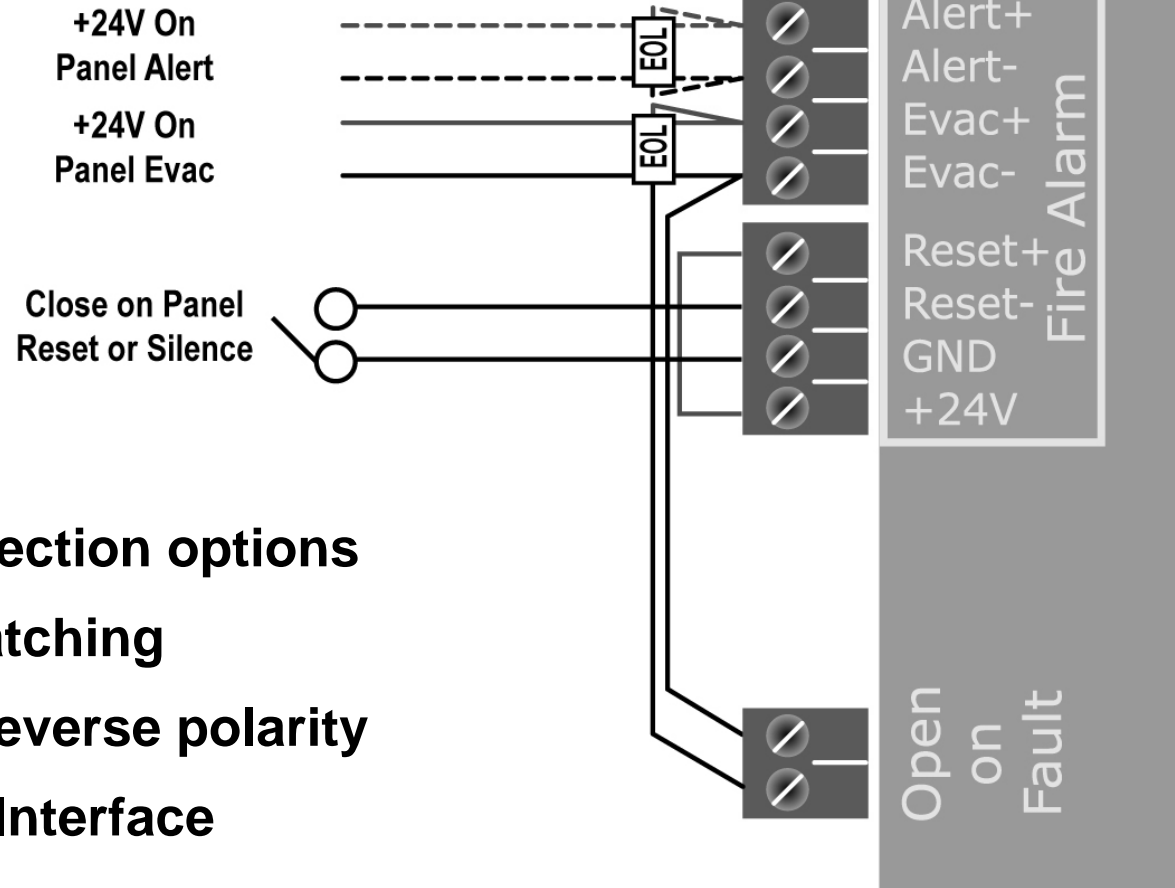 +24V On
Panel Alert
+24V On
Panel Evac
EOL
EOL
Close on Panel
Reset or Silence
Alert+
Alert-
Evac+
Evac-
Reset+
Reset-
GND
+24V
Fire Alarm
ection options
atching
everse polarity
Interface
Open
on
Fault